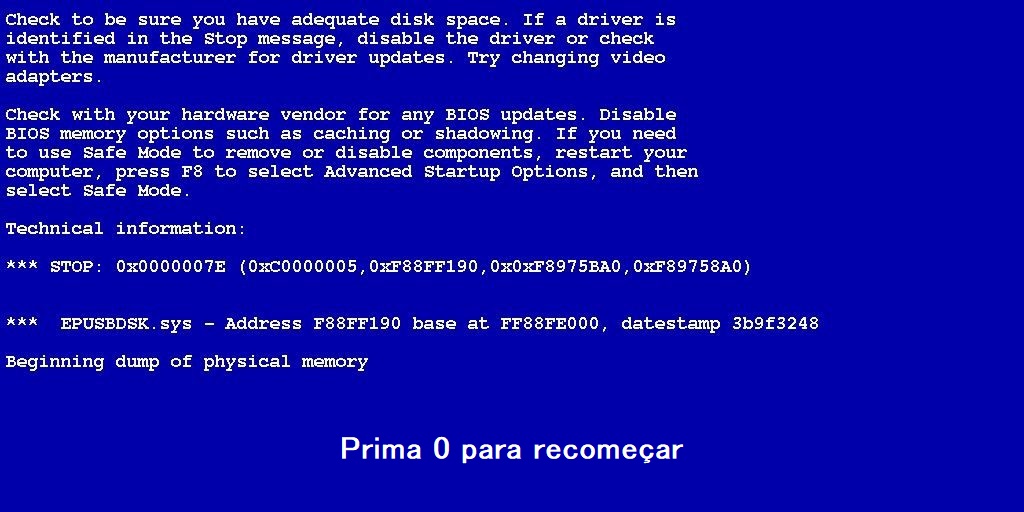 Check to be sure you have adequate disk space. If a driver is
identified in the Stop message, disable the driver or check
with the manufacturer for driver updates. Try changing video
adapters.
Check with your hardware vendor for any BIOS updates. Disable
BIOS memory options such as caching or shadowing. If you need
to use Safe Mode to remove or disable components, restart your
computer, press F8 to select Advanced Startup Options, and then
select Safe Mode.
Technical information:
*** STOP: 0x0000007E (0xC0000005,0xF88FF190,0x0xF8975BA0,0xF89758A0)
***  EPUSBDSK.sys – Address F88FF190 base at FF88FE000, datestamp 3b9f3248
Beginning dump of physical memory
Prima 0 para recomeçar